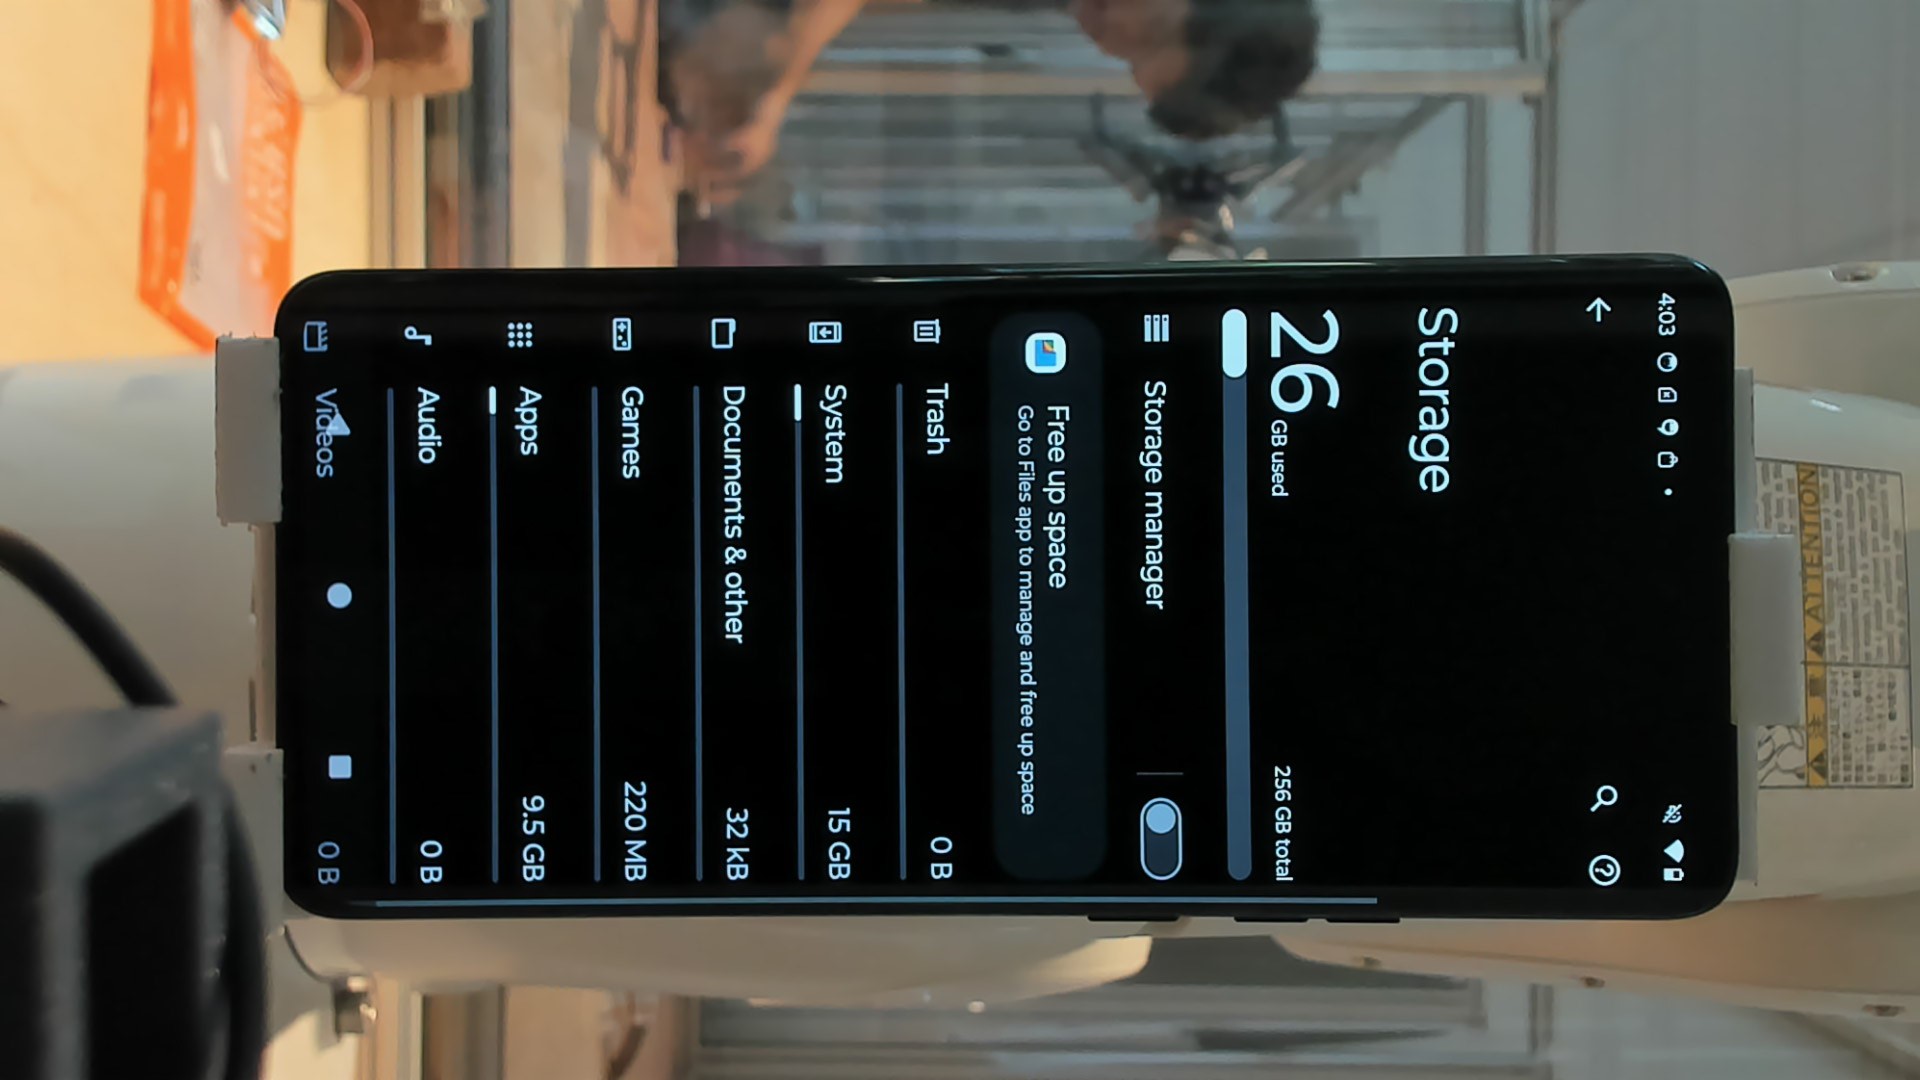 4:03
Storage
26 GB used
256 GB total
Storage manager
Free up space
Go to Files app to manage and free up space
Trash
0 B
System
15 GB
Documents & other
32 kB
Games
220 MB
Apps
9.5 GB
Audio
0 B
Videos
0 B
ATTENTION